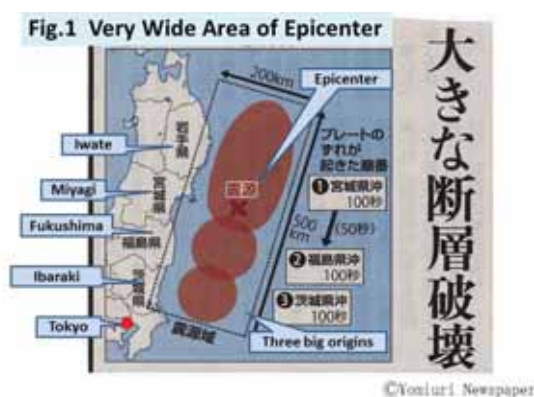 Fig.1 Very Wide Area of Epicenter
大きな断層破壊
200km
Epicenter
プレートの
ずれが
起きた順番
Iwate
岩手県
Miyagi
宮城県
震源
❶宮城県沖
100秒
500km
(50秒)
Fukushima
福島県
❷福島県沖
100秒
Ibaraki
茨城県
❸茨城県沖
100秒
Tokyo
震源域
Three big origins
©Yomiuri Newspaper